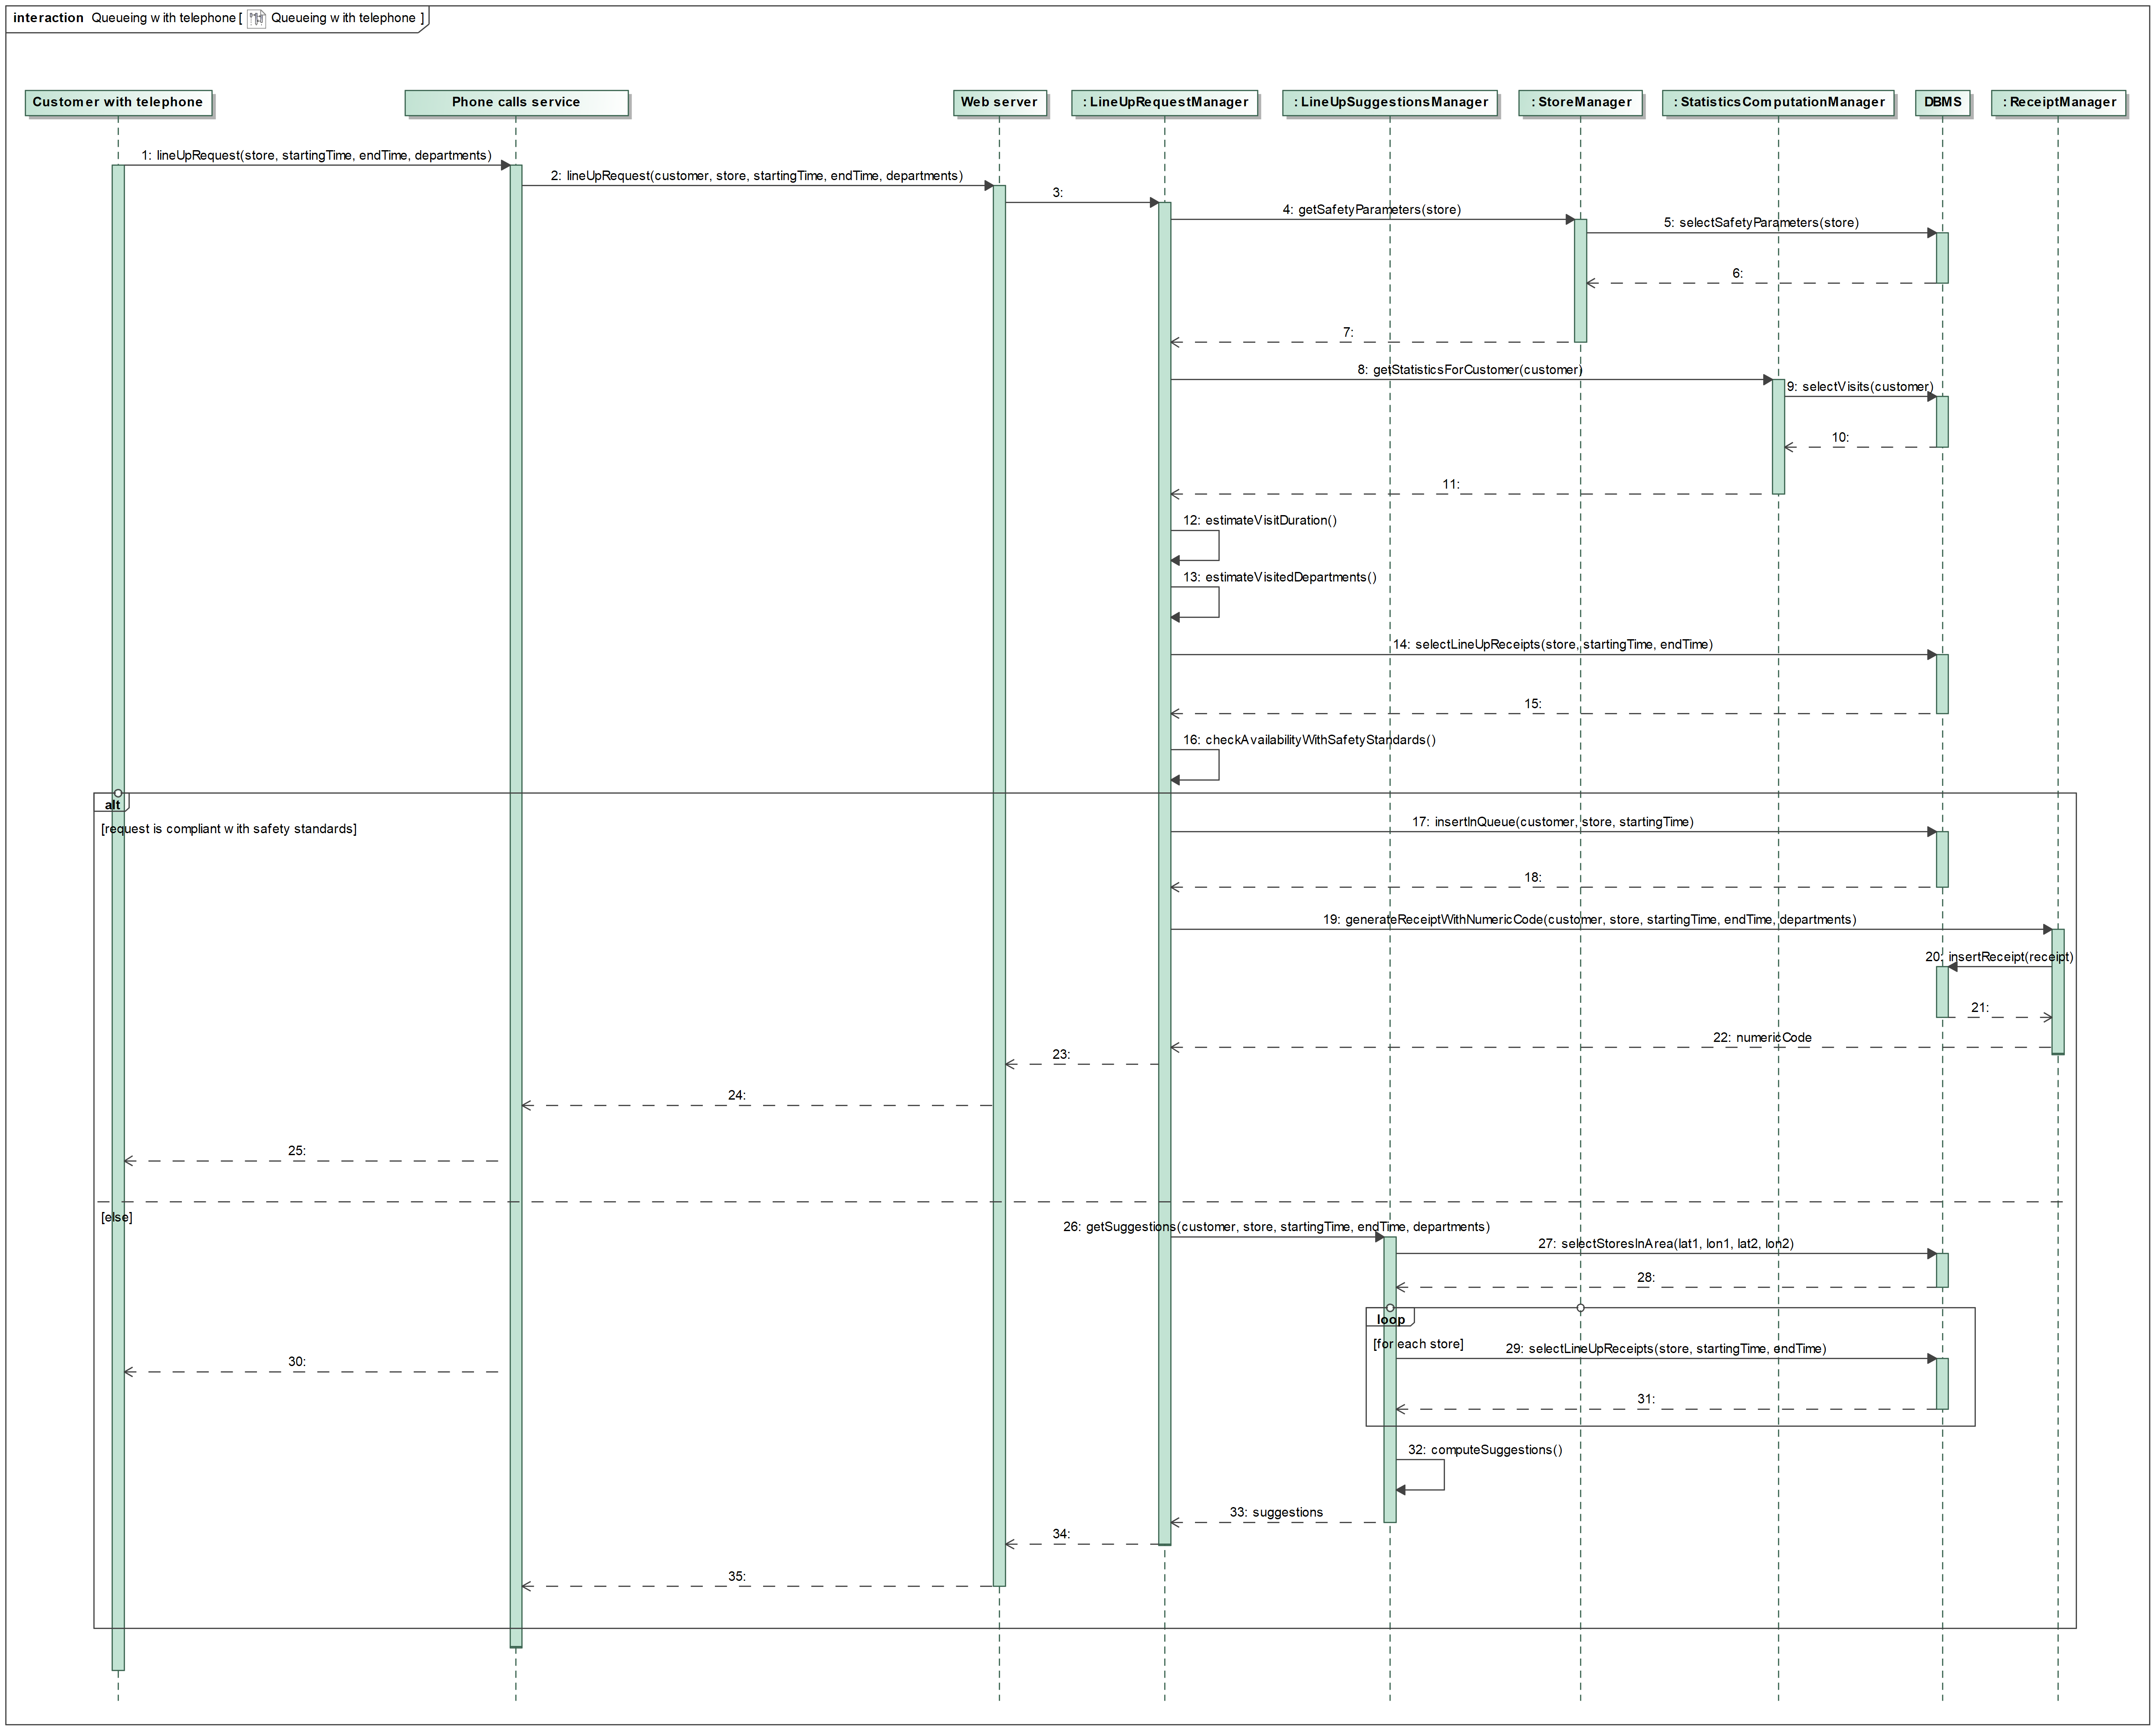 interaction Queueing with telephone [ Queueing with telephone ]
Customer with telephone
Phone calls service
Web server
: LineUpRequestManager
: LineUpSuggestionsManager
: StoreManager
: StatisticsComputationManager
DBMS
: ReceiptManager
1: lineUpRequest(store, startingTime, endTime, departments)
2: lineUpRequest(customer, store, startingTime, endTime, departments)
3:
4: getSafetyParameters(store)
5: selectSafetyParameters(store)
6:
7:
8: getStatisticsForCustomer(customer)
9: selectVisits(customer)
10:
11:
12: estimateVisitDuration()
13: estimateVisitedDepartments()
14: selectLineUpReceipts(store, startingTime, endTime)
15:
16: checkAvailabilityWithSafetyStandards()
alt
[request is compliant with safety standards]
17: insertInQueue(customer, store, startingTime)
18:
19: generateReceiptWithNumericCode(customer, store, startingTime, endTime, departments)
20: insertReceipt(receipt)
21:
22: numericCode
23:
24:
25:
[else]
26: getSuggestions(customer, store, startingTime, endTime, departments)
27: selectStoresInArea(lat1, lon1, lat2, lon2)
28:
loop
[for each store]
29: selectLineUpReceipts(store, startingTime, endTime)
30:
31:
32: computeSuggestions()
33: suggestions
34:
35: